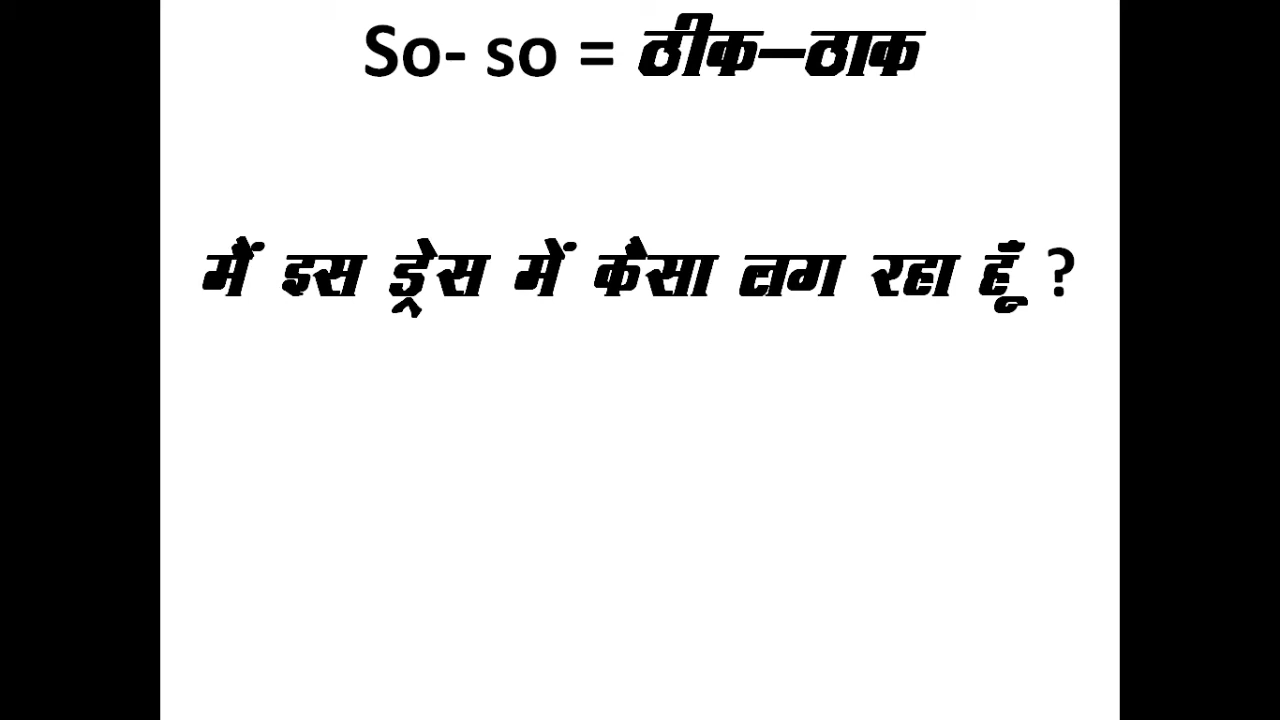 So- so = ठीक–ठाक
मैं इस ड्रेस में कैसा लग रहा हूँ ?